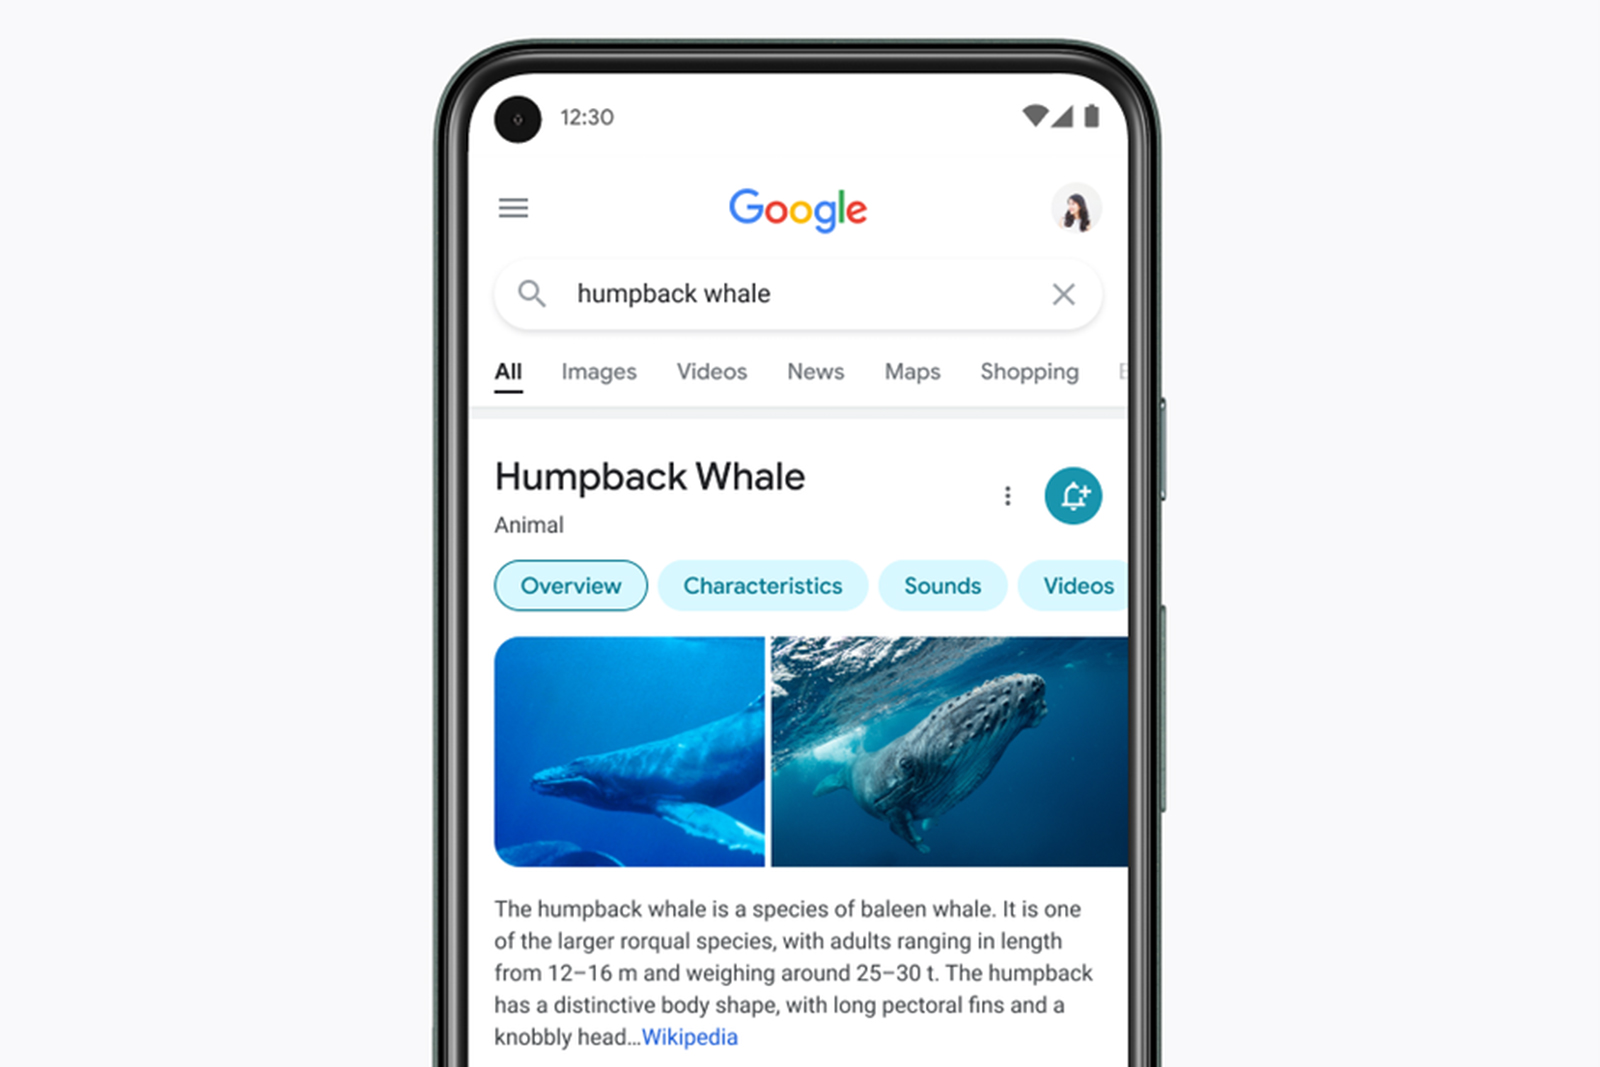 12:30
Google
humpback whale
All Images Videos News Maps Shopping
Humpback Whale
Animal
Overview Characteristics Sounds Videos
The humpback whale is a species of baleen whale. It is one
of the larger rorqual species, with adults ranging in length
from 12–16 m and weighing around 25–30 t. The humpback
has a distinctive body shape, with long pectoral fins and a
knobbly head...Wikipedia